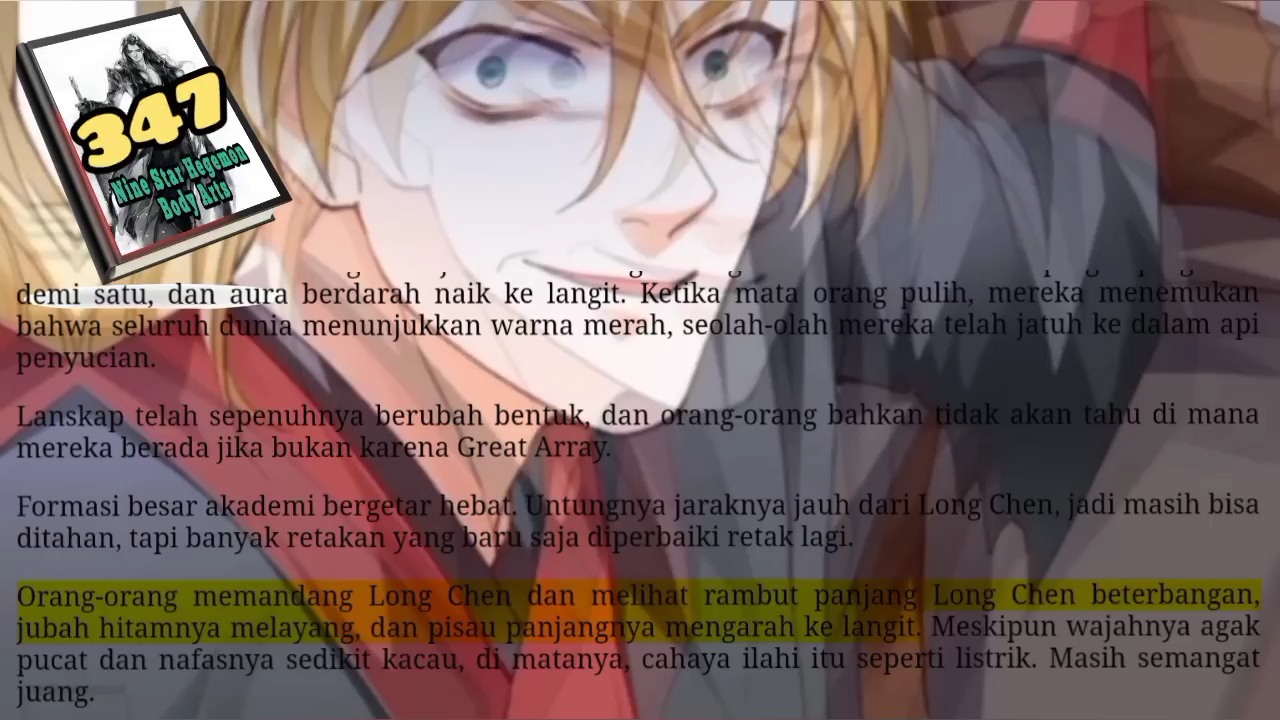 347
Nine Star Hegemon
Body Arts
demi satu, dan aura berdarah naik ke langit. Ketika mata orang pulih, mereka menemukan
bahwa seluruh dunia menunjukkan warna merah, seolah-olah mereka telah jatuh ke dalam api
penyucian.
Lanskap telah sepenuhnya berubah bentuk, dan orang-orang bahkan tidak akan tahu di mana
mereka berada jika bukan karena Great Array.
Formasi besar akademi bergetar hebat. Untungnya jaraknya jauh dari Long Chen, jadi masih bisa
ditahan, tapi banyak retakan yang baru saja diperbaiki retak lagi.
Orang-orang memandang Long Chen dan melihat rambut panjang Long Chen beterbangan,
jubah hitamnya melayang, dan pisau panjangnya mengarah ke langit. Meskipun wajahnya agak
pucat dan nafasnya sedikit kacau, di matanya, cahaya ilahi itu seperti listrik. Masih semangat
juang.